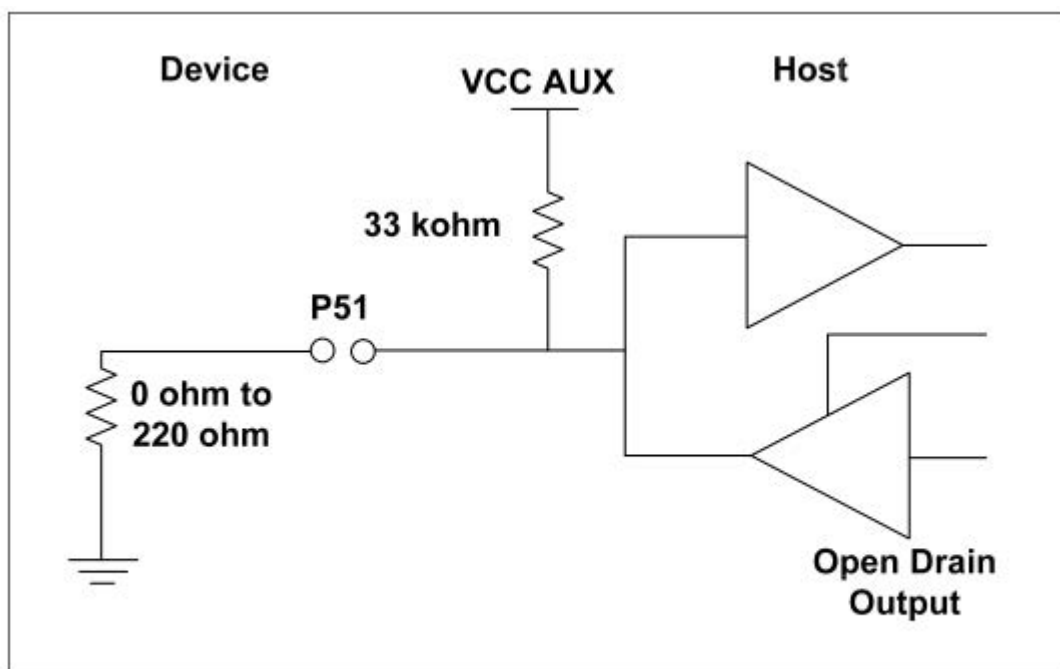 Device
VCC AUX
Host
33 kohm
P51
0 ohm to
220 ohm
Open Drain
Output